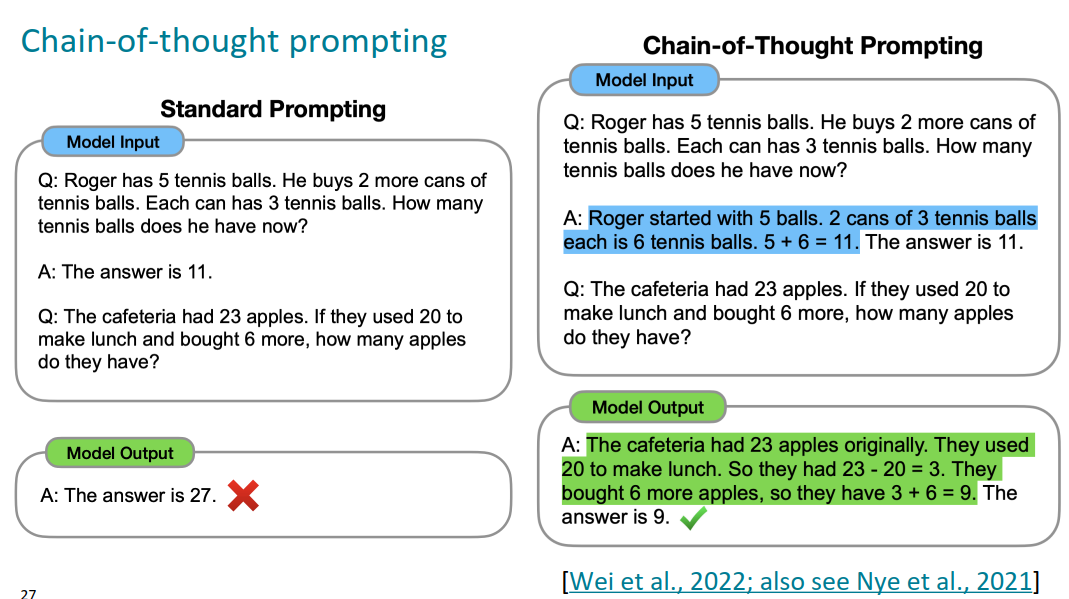 Chain-of-thought prompting
Standard Prompting
Model Input
Q: Roger has 5 tennis balls. He buys 2 more cans of
tennis balls. Each can has 3 tennis balls. How many
tennis balls does he have now?
A: The answer is 11.
Q: The cafeteria had 23 apples. If they used 20 to
make lunch and bought 6 more, how many apples
do they have?
Model Output
A: The answer is 27.
Chain-of-Thought Prompting
Model Input
Q: Roger has 5 tennis balls. He buys 2 more cans of
tennis balls. Each can has 3 tennis balls. How many
tennis balls does he have now?
A: Roger started with 5 balls. 2 cans of 3 tennis balls
each is 6 tennis balls. 5 + 6 = 11. The answer is 11.
Q: The cafeteria had 23 apples. If they used 20 to
make lunch and bought 6 more, how many apples
do they have?
Model Output
A: The cafeteria had 23 apples originally. They used
20 to make lunch. So they had 23 - 20 = 3. They
bought 6 more apples, so they have 3 + 6 = 9. The
answer is 9.
[Wei et al., 2022; also see Nye et al., 2021]
27